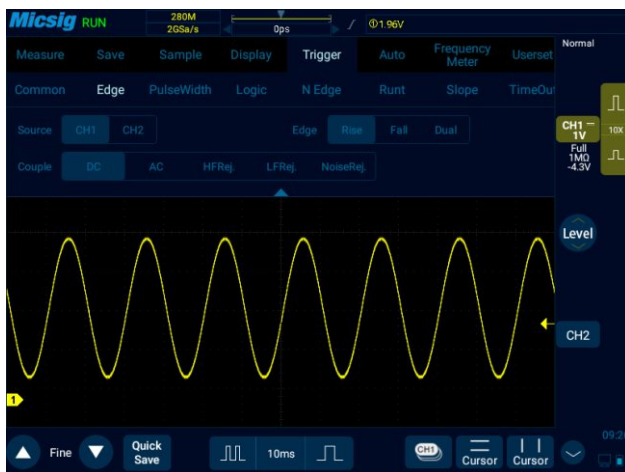 Micsig RUN 280M 2GSa/s 0ps 1 1.96V
Measure Save Sample Display Trigger Auto Frequency Meter Userset Normal
Common Edge PulseWidth Logic N Edge Runt Slope TimeOu
Source CH1 CH2 Edge Rise Fall Dual
CH1 1V 10X
Full
1MΩ
-4.3V
Couple DC AC HFRej. LFRej. NoiseRej.
Level
CH2
1
Fine Quick Save 10ms CH1 Cursor Cursor